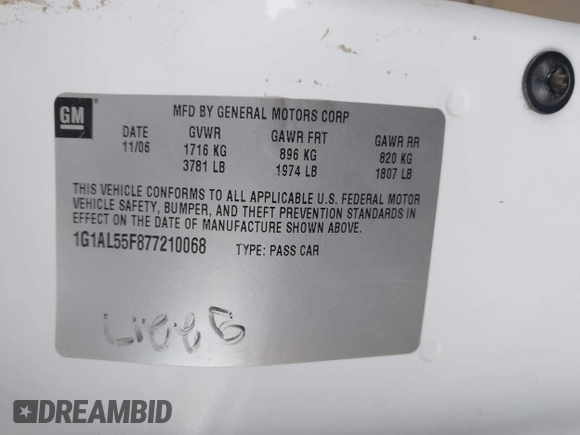 GM
MFD BY GENERAL MOTORS CORP
DATE GVWR GAWR FRT GAWR RR
11/06 1716 KG 896 KG 820 KG
3781 LB 1974 LB 1807 LB
THIS VEHICLE CONFORMS TO ALL APPLICABLE U.S. FEDERAL MOTOR
VEHICLE SAFETY, BUMPER, AND THEFT PREVENTION STANDARDS IN
EFFECT ON THE DATE OF MANUFACTURE SHOWN ABOVE.
1G1AL55F877210068 TYPE: PASS CAR
DREAMBID